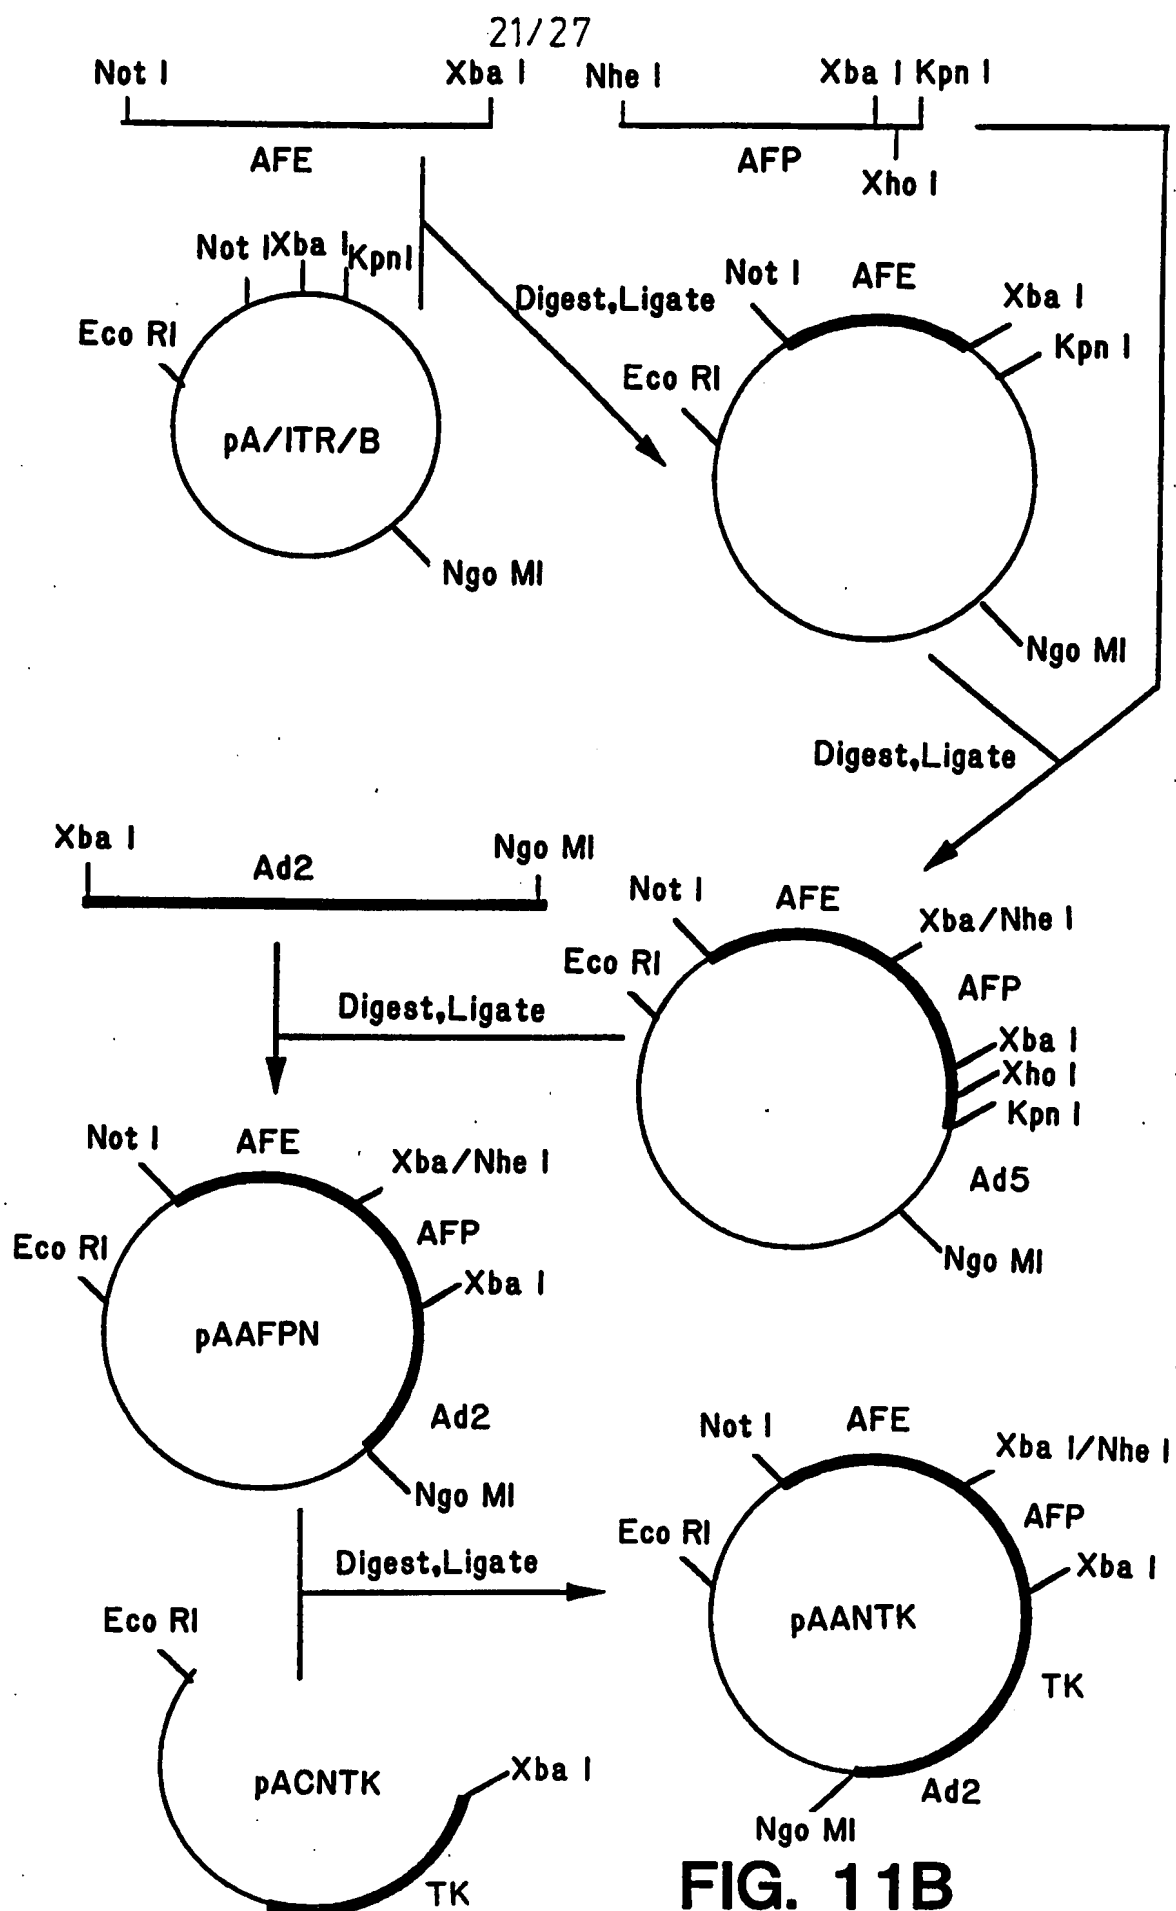 21/27
Not I
Xba I
Nhe I
Xba I
Kpn I
AFE
AFP
Xho I
Not I
Xba I
Kpn I
Eco RI
pA/ITR/B
Ngo MI
Digest,Ligate
Not I
AFE
Xba I
Kpn I
Eco RI
Ngo MI
Digest,Ligate
Xba I
Ad2
Ngo MI
Not I
AFE
Xba/Nhe I
Eco RI
AFP
Xba I
Xho I
Kpn I
Ad5
Ngo MI
Digest,Ligate
Not I
AFE
Xba/Nhe I
Eco RI
AFP
Xba I
pAAFPN
Ad2
Ngo MI
Digest,Ligate
Eco RI
pACNTK
Xba I
TK
Not I
AFE
Xba I/Nhe I
Eco RI
AFP
Xba I
pAANTK
TK
Ad2
Ngo MI
FIG. 11B